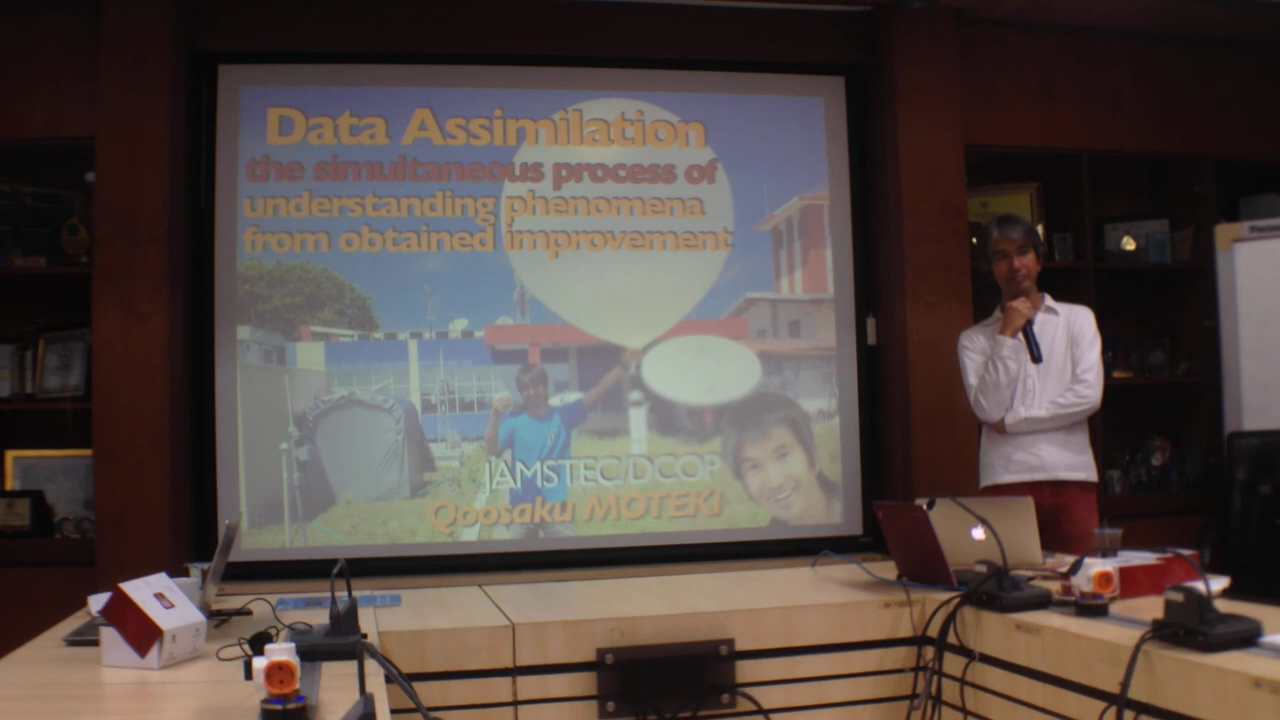 Data Assimilation
the simultaneous process of
understanding phenomena
from obtained improvement
JAMSTEC/DCOP
Qoosaku MOTEKI